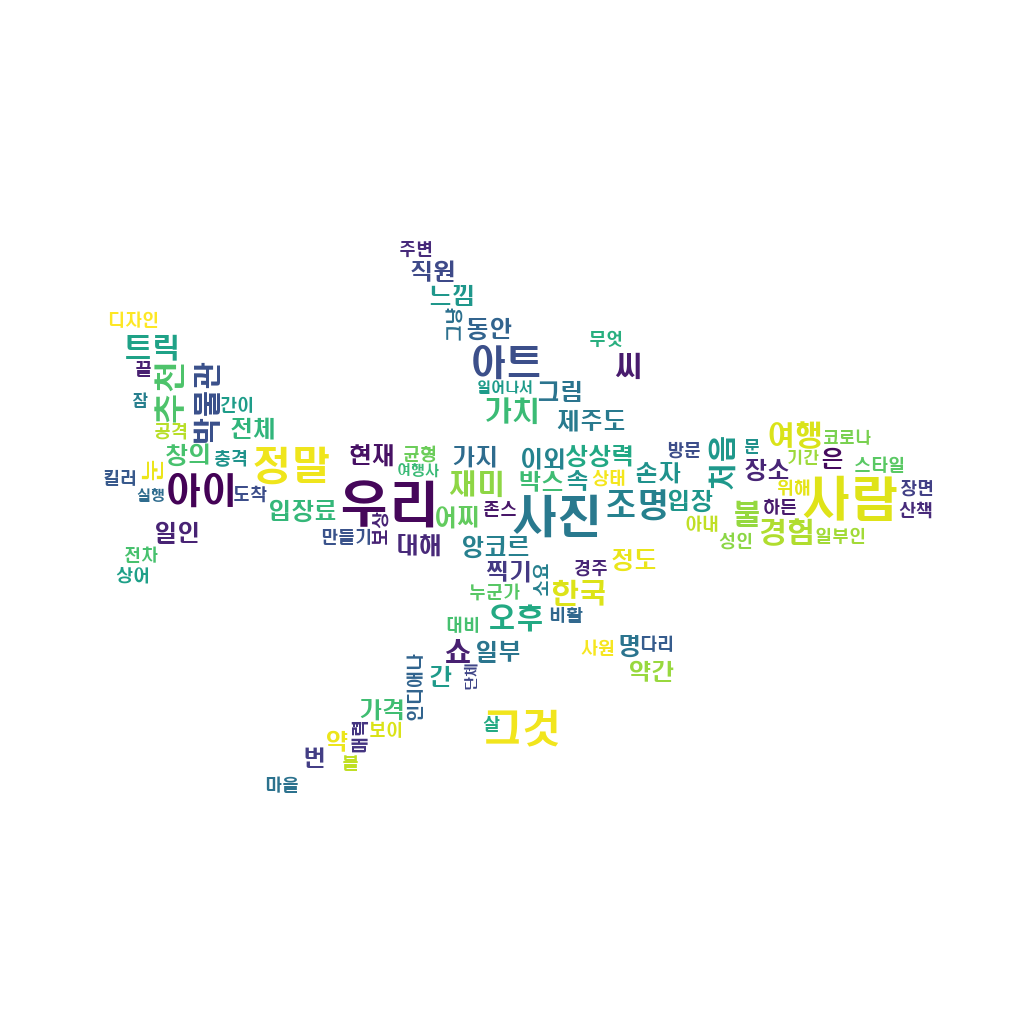 주변
직원
느낌
그냥
동안
디자인
무엇
트릭
아트
씨
끌
추천
박물관
일어나서
그림
잠
간이
가치
제주도
공격
전체
여행
코로나
창의
충격
정말
현재
균형
가지
이외
상상력
방문
처음
문
기간
은
킬러
여행사
재미
박스
속
상태
손자
장소
스타일
실행
아이
도착
우리
존스
사진
조명
입장
위해
사람
장면
입장료
보상
어찌
불
하든
산책
일인
만들기
대해
앙코르
아내
성인
경험
일부인
전차
상어
찍기
소요
경주
정도
누군가
한국
대비
오후
비활
쇼
일부
사원
명
다리
인디애나
간
단체
약간
가격
살
그것
약
매력
보이
번
볼
마을